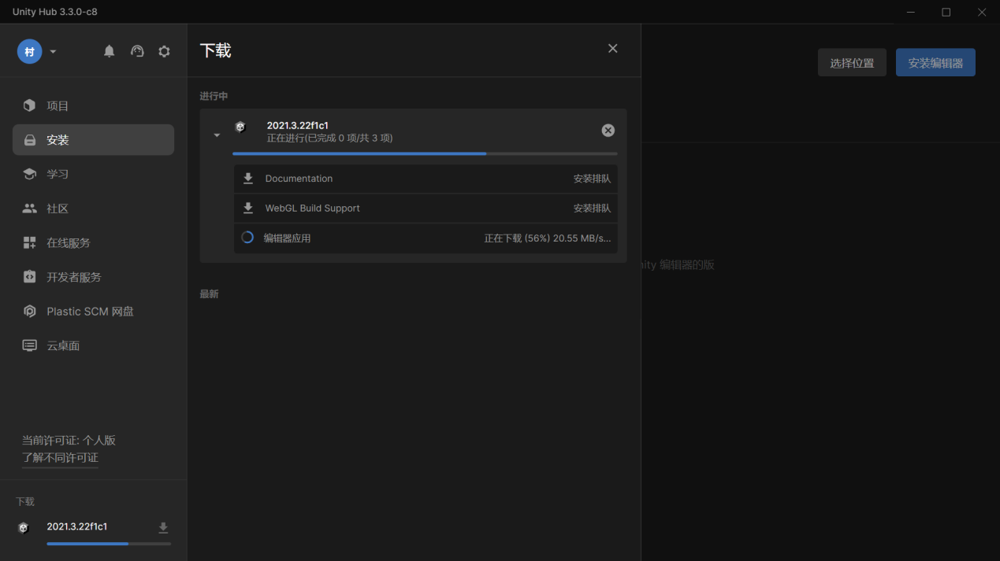 Unity Hub 3.3.0-c8
村
项目
安装
学习
社区
在线服务
开发者服务
Plastic SCM 网盘
云桌面
当前许可证: 个人版
了解不同许可证
下载
2021.3.22f1c1
下载
进行中
2021.3.22f1c1
正在进行(已完成 0 项/共 3 项)
Documentation 安装排队
WebGL Build Support 安装排队
编辑器应用 正在下载 (56%) 20.55 MB/s...
最新
选择位置 安装编辑器
nity 编辑器的版